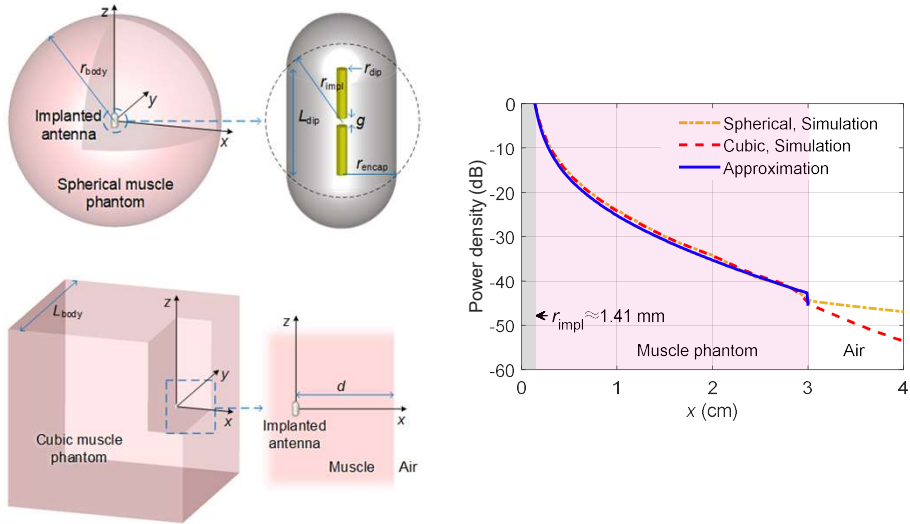 z
r_body
Implanted
antenna
y
x
Spherical muscle
phantom
r_dip
r_impl
L_dip
g
r_encap
L_body
z
y
x
Cubic muscle
phantom
z
d
x
Implanted
antenna
Muscle
Air
Power density (dB)
0
-10
-20
-30
-40
-50
-60
Spherical, Simulation
Cubic, Simulation
Approximation
r_impl≈1.41 mm
Muscle phantom
Air
0
1
2
3
4
x (cm)